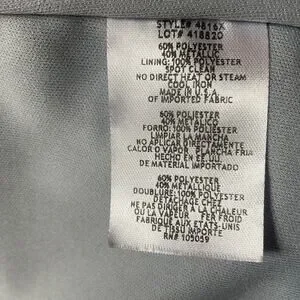 STYLE# 4816X
LOT# 418820
60% POLYESTER
40% METALLIC
LINING: 100% POLYESTER
SPOT CLEAN
NO DIRECT HEAT OR STEAM
COOL IRON
MADE IN U.S.A.
OF IMPORTED FABRIC
60% POLIESTER
40% METALICO
FORRO: 100% POLIESTER
LIMPIAR LA MANCHA
NO APLICAR DIRECTAMENTE
CALOR O VAPOR. PLANCHA FRIA
HECHO EN EE.UU.
DE MATERIAL IMPORTADO
60% POLYESTER
40% METALLIQUE
DOUBLURE: 100% POLYESTER
DETACHAGE CHEZ
NE PAS DIRIGER A LA CHALEUR
OU LA VAPEUR FER FROID
FABRIQUE AUX ETATS-UNIS
DE TISSU IMPORTE
RN# 105059